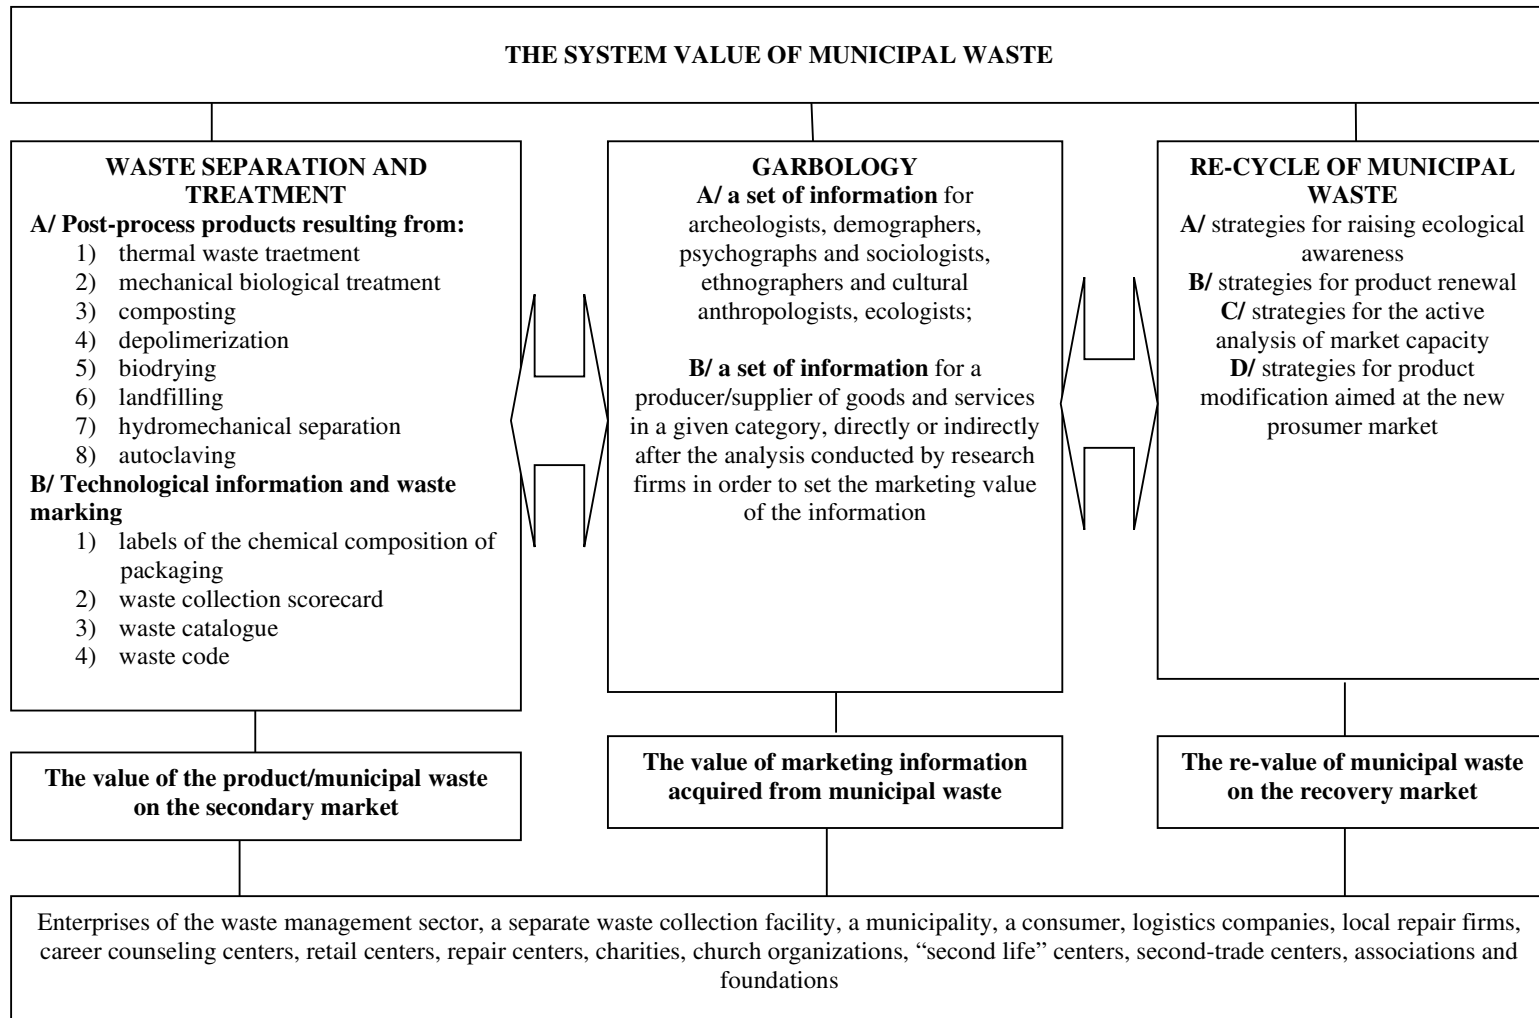 THE SYSTEM VALUE OF MUNICIPAL WASTE
WASTE SEPARATION AND
TREATMENT
A/ Post-process products resulting from:
1) thermal waste traetment
2) mechanical biological treatment
3) composting
4) depolimerization
5) biodrying
6) landfilling
7) hydromechanical separation
8) autoclaving
B/ Technological information and waste
marking
1) labels of the chemical composition of
packaging
2) waste collection scorecard
3) waste catalogue
4) waste code
GARBOLOGY
A/ a set of information for
archeologists, demographers,
psychographs and sociologists,
ethnographers and cultural
anthropologists, ecologists;
B/ a set of information for a
producer/supplier of goods and services
in a given category, directly or indirectly
after the analysis conducted by research
firms in order to set the marketing value
of the information
RE-CYCLE OF MUNICIPAL
WASTE
A/ strategies for raising ecological
awareness
B/ strategies for product renewal
C/ strategies for the active
analysis of market capacity
D/ strategies for product
modification aimed at the new
prosumer market
The value of the product/municipal waste
on the secondary market
The value of marketing information
acquired from municipal waste
The re-value of municipal waste
on the recovery market
Enterprises of the waste management sector, a separate waste collection facility, a municipality, a consumer, logistics companies, local repair firms,
career counseling centers, retail centers, repair centers, charities, church organizations, “second life” centers, second-trade centers, associations and
foundations